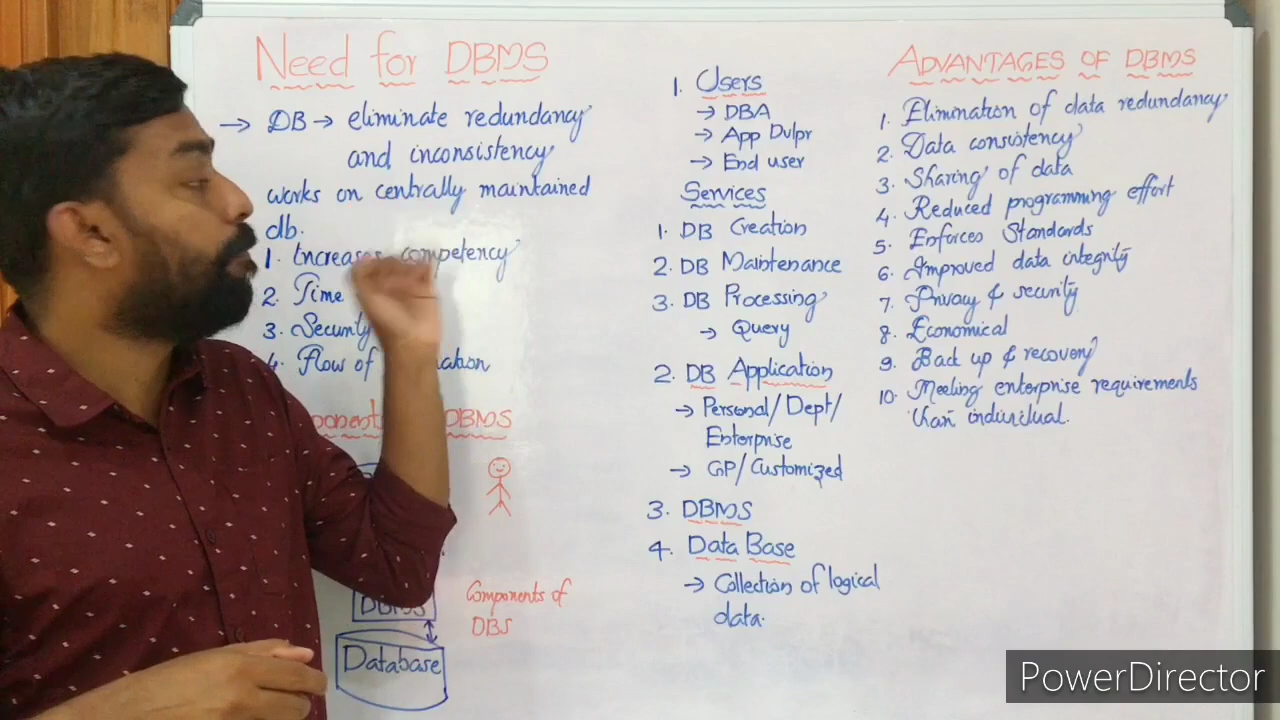 Need for DBMS
→ DB → eliminate redundancy
and inconsistency
works on centrally maintained
db.
1. Increases competency
2. Time
3. Security
4. Flow of
DBMS
DBMS
Database
Components of
DBS
1. Users
→ DBA
→ App Dvlpr
→ End user
Services
1. DB Creation
2. DB Maintenance
3. DB Processing
→ Query
2. DB Application
→ Personal/Dept/
Enterprise
→ GP/Customized
3. DBMS
4. Data Base
→ Collection of logical
data.
ADVANTAGES OF DBMS
1. Elimination of data redundancy
2. Data consistency
3. Sharing of data
4. Reduced programming effort
5. Enforces Standards
6. Improved data integrity
7. Privacy & security
8. Economical
9. Back up & recovery
10. Meeting enterprise requirements
than individual.
PowerDirector